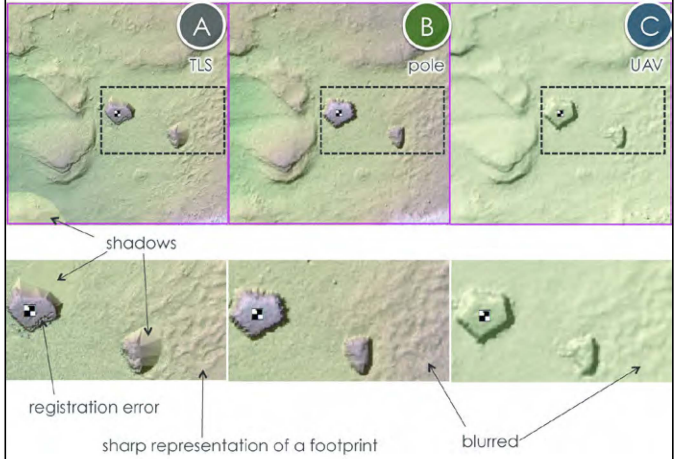 A
B
C
TLS
pole
UAV
shadows
registration error
sharp representation of a footprint
blurred